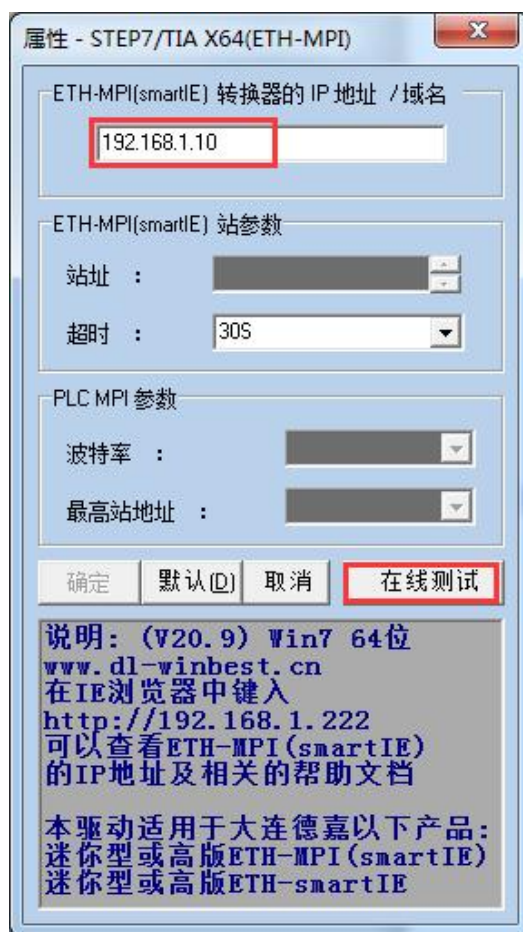 属性 - STEP7/TIA X64(ETH-MPI)
ETH-MPI(smartIE) 转换器的 IP 地址 /域名
192.168.1.10
ETH-MPI(smartIE) 站参数
站址 :
超时 : 30S
PLC MPI 参数
波特率 :
最高站地址 :
确定 默认(D) 取消 在线测试
说明: (V20.9) Win7 64位
www.dl-winbest.cn
在IE浏览器中键入
http://192.168.1.222
可以查看ETH-MPI(smartIE)
的IP地址及相关的帮助文档
本驱动适用于大连德嘉以下产品:
迷你型或高版ETH-MPI(smartIE)
迷你型或高版ETH-smartIE